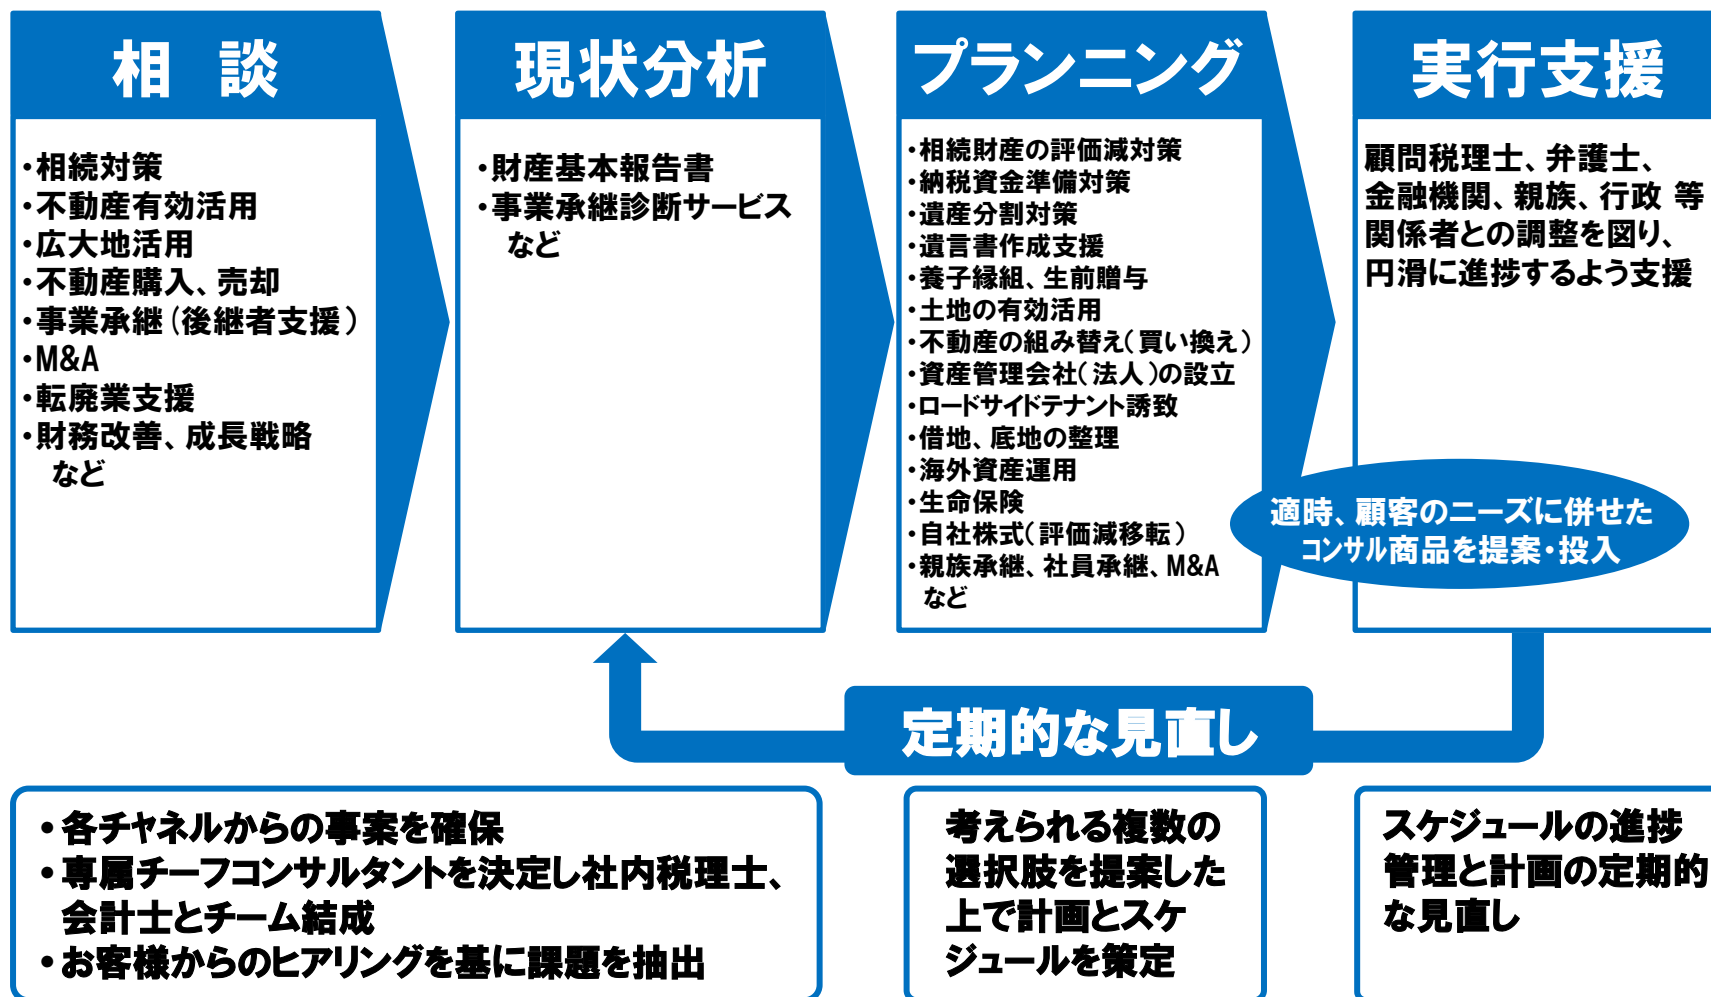 相 談
・相続対策
・不動産有効活用
・広大地活用
・不動産購入、売却
・事業承継（後継者支援）
・M&A
・転廃業支援
・財務改善、成長戦略
など
現状分析
・財産基本報告書
・事業承継診断サービス
など
プランニング
・相続財産の評価減対策
・納税資金準備対策
・遺産分割対策
・遺言書作成支援
・養子縁組、生前贈与
・土地の有効活用
・不動産の組み替え（買い換え）
・資産管理会社（法人）の設立
・ロードサイドテナント誘致
・借地、底地の整理
・海外資産運用
・生命保険
・自社株式（評価減移転）
・親族承継、社員承継、M&A
など
実行支援
顧問税理士、弁護士、
金融機関、親族、行政 等
関係者との調整を図り、
円滑に進捗するよう支援
適時、顧客のニーズに併せた
コンサル商品を提案・投入
定期的な見直し
・各チャネルからの事案を確保
・専属チーフコンサルタントを決定し社内税理士、
会計士とチーム結成
・お客様からのヒアリングを基に課題を抽出
考えられる複数の
選択肢を提案した
上で計画とスケ
ジュールを策定
スケジュールの進捗
管理と計画の定期的
な見直し